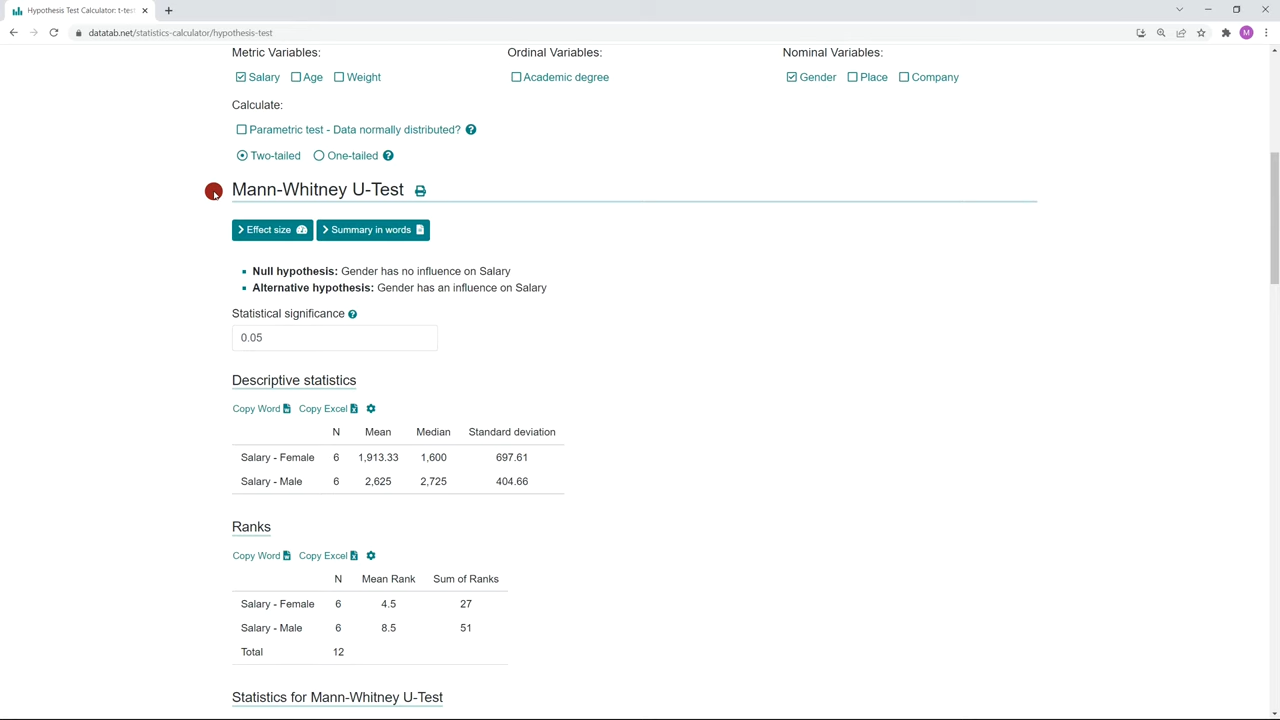 Hypothesis Test Calculator: t-test
datatab.net/statistics-calculator/hypothesis-test
M
Metric Variables: Ordinal Variables: Nominal Variables:
Salary Age Weight Academic degree Gender Place Company
Calculate:
Parametric test - Data normally distributed? ?
Two-tailed One-tailed ?
Mann-Whitney U-Test
Effect size Summary in words
Null hypothesis: Gender has no influence on Salary
Alternative hypothesis: Gender has an influence on Salary
Statistical significance ?
0.05
Descriptive statistics
Copy Word Copy Excel
N Mean Median Standard deviation
Salary - Female 6 1,913.33 1,600 697.61
Salary - Male 6 2,625 2,725 404.66
Ranks
Copy Word Copy Excel
N Mean Rank Sum of Ranks
Salary - Female 6 4.5 27
Salary - Male 6 8.5 51
Total 12
Statistics for Mann-Whitney U-Test